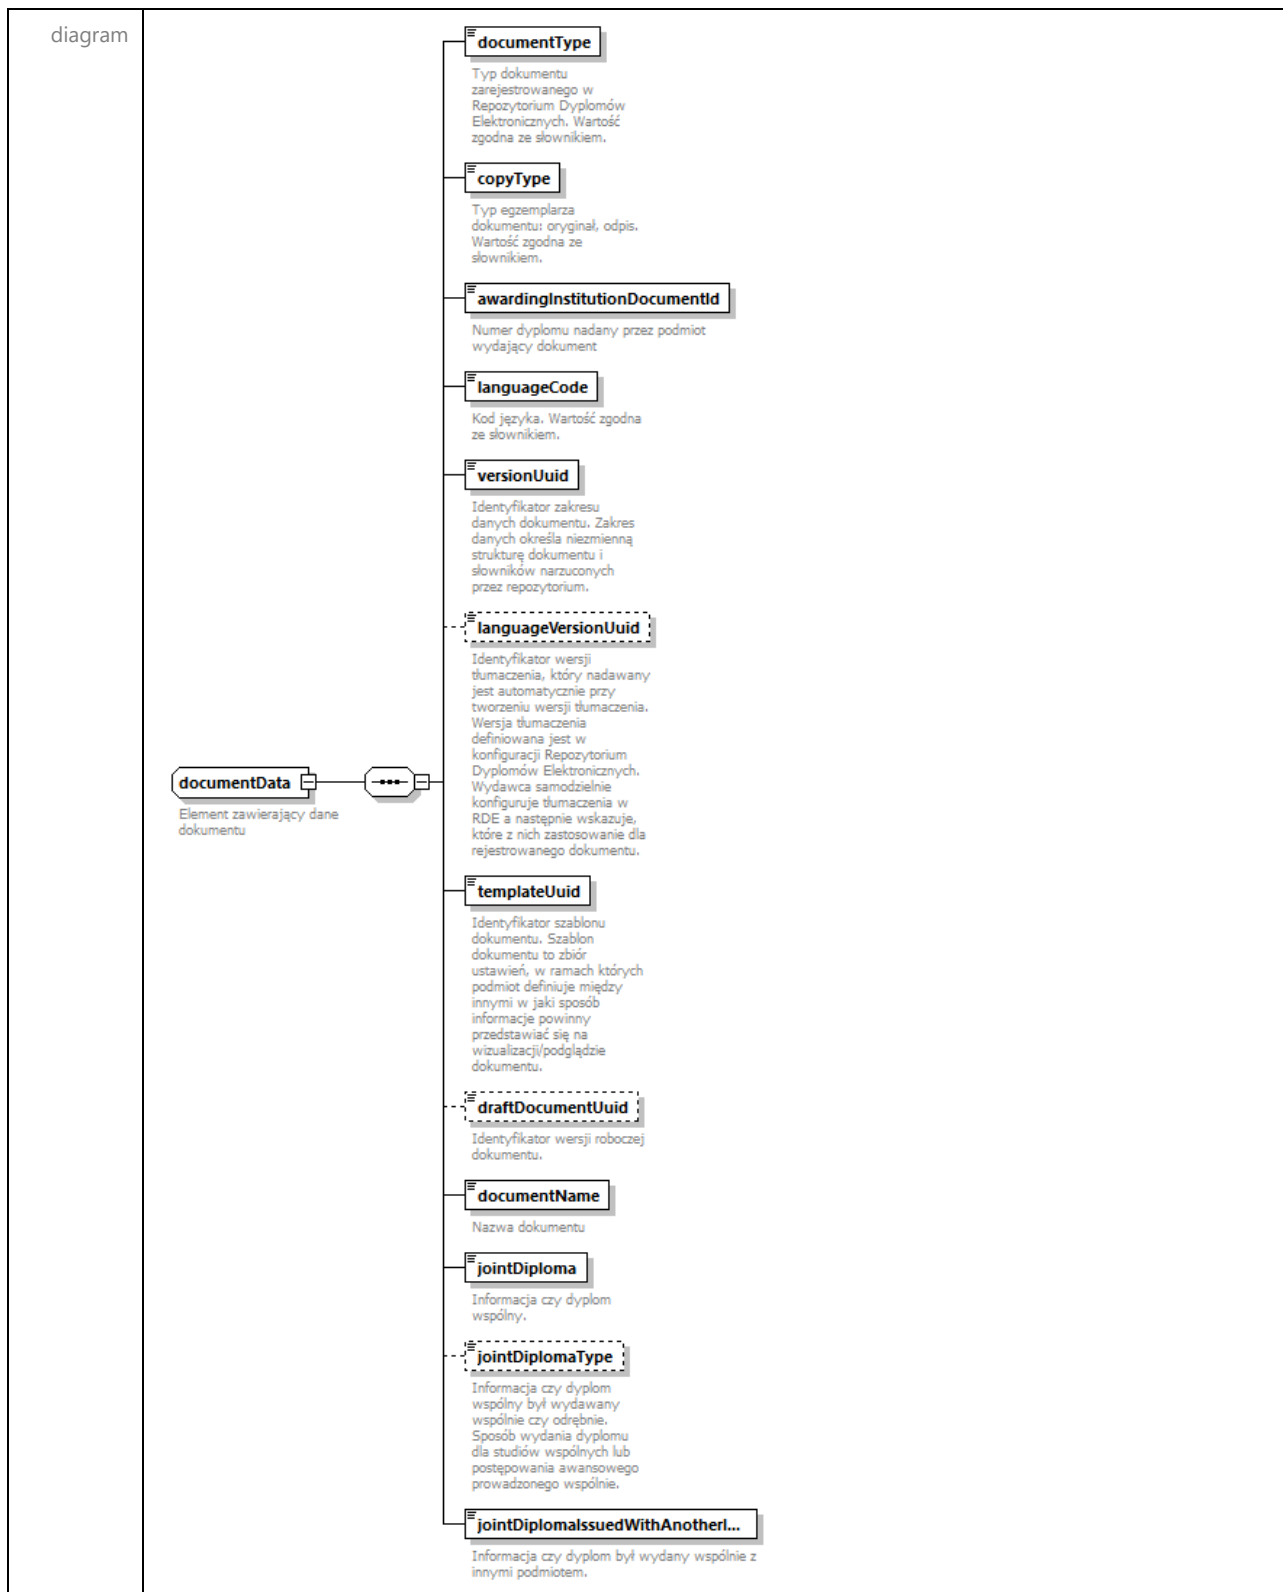 diagram
documentType
Typ dokumentu
zarejestrowanego w
Repozytorium Dyplomów
Elektronicznych. Wartość
zgodna ze słownikiem.
copyType
Typ egzemplarza
dokumentu: oryginał, odpis.
Wartość zgodna ze
słownikiem.
awardingInstitutionDocumentId
Numer dyplomu nadany przez podmiot
wydający dokument
languageCode
Kod języka. Wartość zgodna
ze słownikiem.
versionUuid
Identyfikator zakresu
danych dokumentu. Zakres
danych określa niezmienną
strukturę dokumentu i
słowników narzuconych
przez repozytorium.
languageVersionUuid
Identyfikator wersji
tłumaczenia, który nadawany
jest automatycznie przy
tworzeniu wersji tłumaczenia.
Wersja tłumaczenia
definiowana jest w
konfiguracji Repozytorium
Dyplomów Elektronicznych.
Wydawca samodzielnie
konfiguruje tłumaczenia w
RDE a następnie wskazuje,
które z nich zastosowanie dla
rejestrowanego dokumentu.
documentData
Element zawierający dane
dokumentu
templateUuid
Identyfikator szablonu
dokumentu. Szablon
dokumentu to zbiór
ustawień, w ramach których
podmiot definiuje między
innymi w jaki sposób
informacje powinny
przedstawiać się na
wizualizacji/podglądzie
dokumentu.
draftDocumentUuid
Identyfikator wersji roboczej
dokumentu.
documentName
Nazwa dokumentu
jointDiploma
Informacja czy dyplom
wspólny.
jointDiplomaType
Informacja czy dyplom
wspólny był wydawany
wspólnie czy odrębnie.
Sposób wydania dyplomu
dla studiów wspólnych lub
postępowania awansowego
prowadzonego wspólnie.
jointDiplomaIssuedWithAnotherI...
Informacja czy dyplom był wydany wspólnie z
innymi podmiotem.